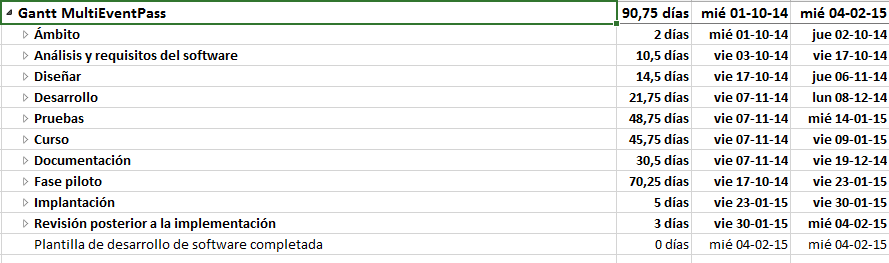 Gantt MultiEventPass 90,75 días mié 01-10-14 mié 04-02-15
Ámbito 2 días mié 01-10-14 jue 02-10-14
Análisis y requisitos del software 10,5 días vie 03-10-14 vie 17-10-14
Diseñar 14,5 días vie 17-10-14 jue 06-11-14
Desarrollo 21,75 días vie 07-11-14 lun 08-12-14
Pruebas 48,75 días vie 07-11-14 mié 14-01-15
Curso 45,75 días vie 07-11-14 vie 09-01-15
Documentación 30,5 días vie 07-11-14 vie 19-12-14
Fase piloto 70,25 días vie 17-10-14 vie 23-01-15
Implantación 5 días vie 23-01-15 vie 30-01-15
Revisión posterior a la implementación 3 días vie 30-01-15 mié 04-02-15
Plantilla de desarrollo de software completada 0 días mié 04-02-15 mié 04-02-15